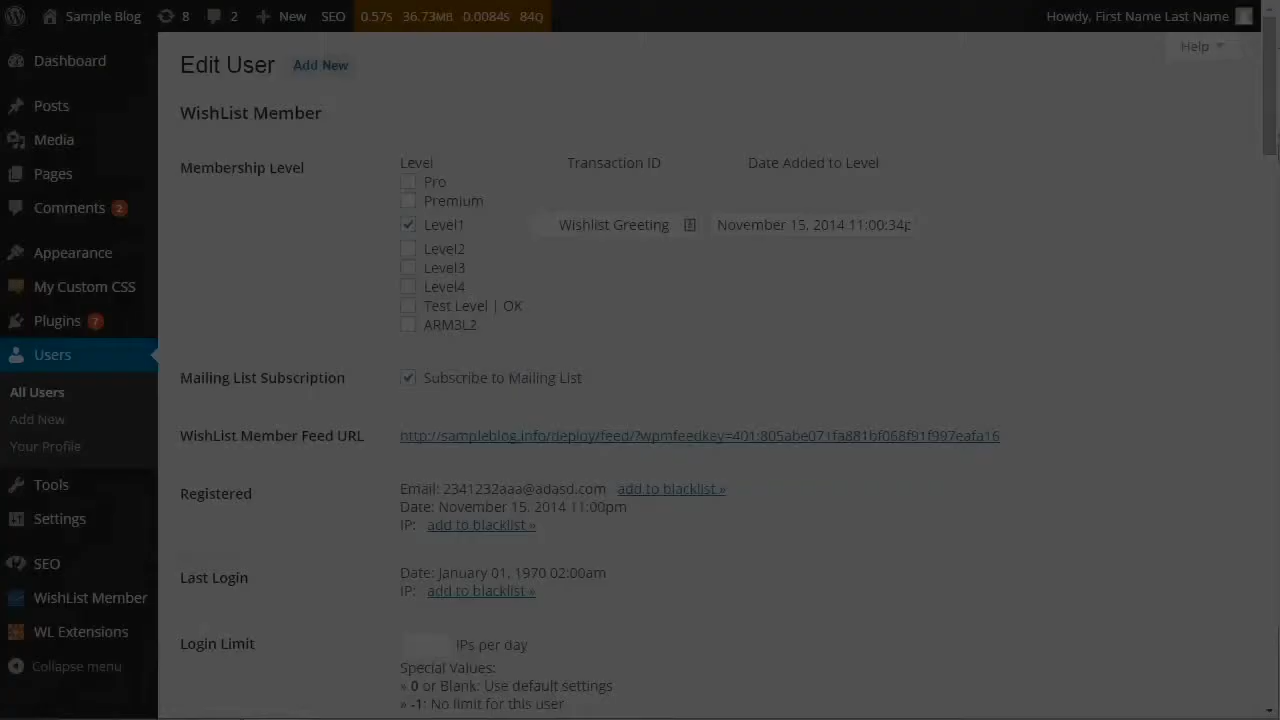 Sample Blog 8 2 New SEO 0.57s 36.73MB 0.0084s 84Q Howdy, First Name Last Name
Help
Edit User Add New
WishList Member
Dashboard
Posts
Media
Pages
Comments 2
Appearance
My Custom CSS
Plugins 7
Users
All Users
Add New
Your Profile
Tools
Settings
SEO
WishList Member
WL Extensions
Collapse menu
Membership Level
Level Transaction ID Date Added to Level
Pro
Premium
Level1 Wishlist Greeting November 15, 2014 11:00:34p
Level2
Level3
Level4
Test Level | OK
ARM3L2
Mailing List Subscription Subscribe to Mailing List
WishList Member Feed URL http://sampleblog.info/deploy/feed/?wpmfeedkey=401:805abe071fa881bf068f91f997eafa16
Registered
Email: 2341232aaa@adasd.com add to blacklist »
Date: November 15, 2014 11:00pm
IP: add to blacklist »
Last Login
Date: January 01, 1970 02:00am
IP: add to blacklist »
Login Limit
IPs per day
Special Values:
» 0 or Blank: Use default settings
» -1: No limit for this user